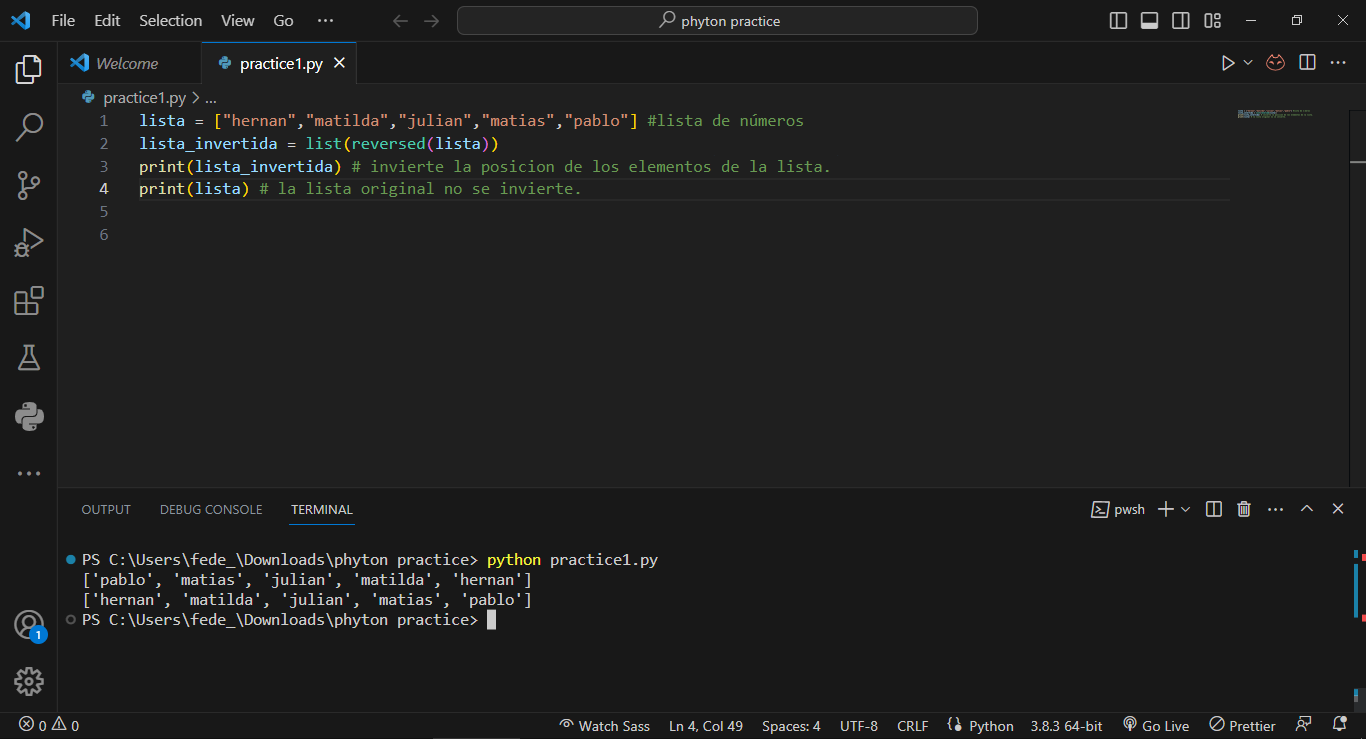 File Edit Selection View Go ··· phyton practice
Welcome practice1.py
practice1.py > ...
1 lista = ["hernan","matilda","julian","matias","pablo"] #lista de números
2 lista_invertida = list(reversed(lista))
3 print(lista_invertida) # invierte la posicion de los elementos de la lista.
4 print(lista) # la lista original no se invierte.
5
6
OUTPUT DEBUG CONSOLE TERMINAL pwsh
PS C:\Users\fede_\Downloads\phyton practice> python practice1.py
['pablo', 'matias', 'julian', 'matilda', 'hernan']
['hernan', 'matilda', 'julian', 'matias', 'pablo']
PS C:\Users\fede_\Downloads\phyton practice>
1
0 0 Watch Sass Ln 4, Col 49 Spaces: 4 UTF-8 CRLF Python 3.8.3 64-bit Go Live Prettier